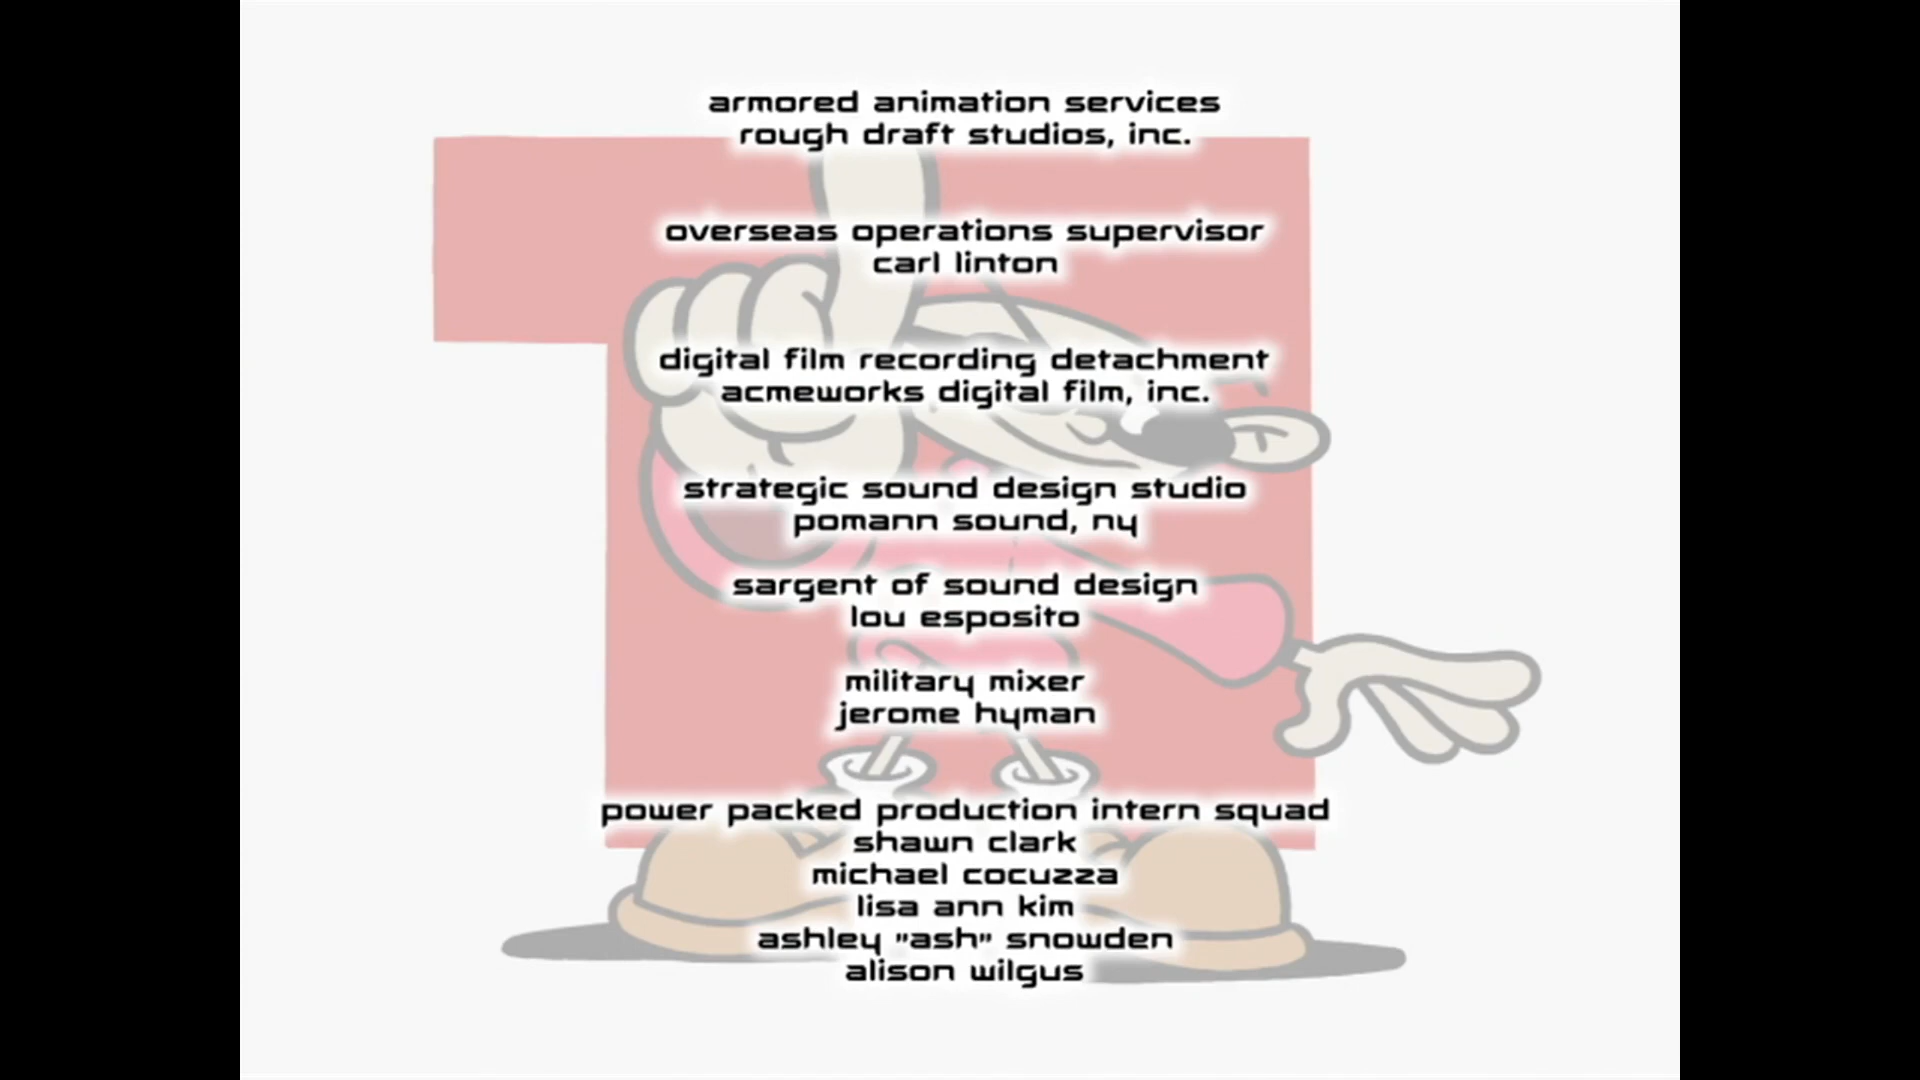 armored animation services
rough draft studios, inc.
overseas operations supervisor
carl linton
digital film recording detachment
acmeworks digital film, inc.
strategic sound design studio
pomann sound, ny
sargent of sound design
lou esposito
military mixer
jerome hyman
power packed production intern squad
shawn clark
michael cocuzza
lisa ann kim
ashley "ash" snowden
alison wilgus